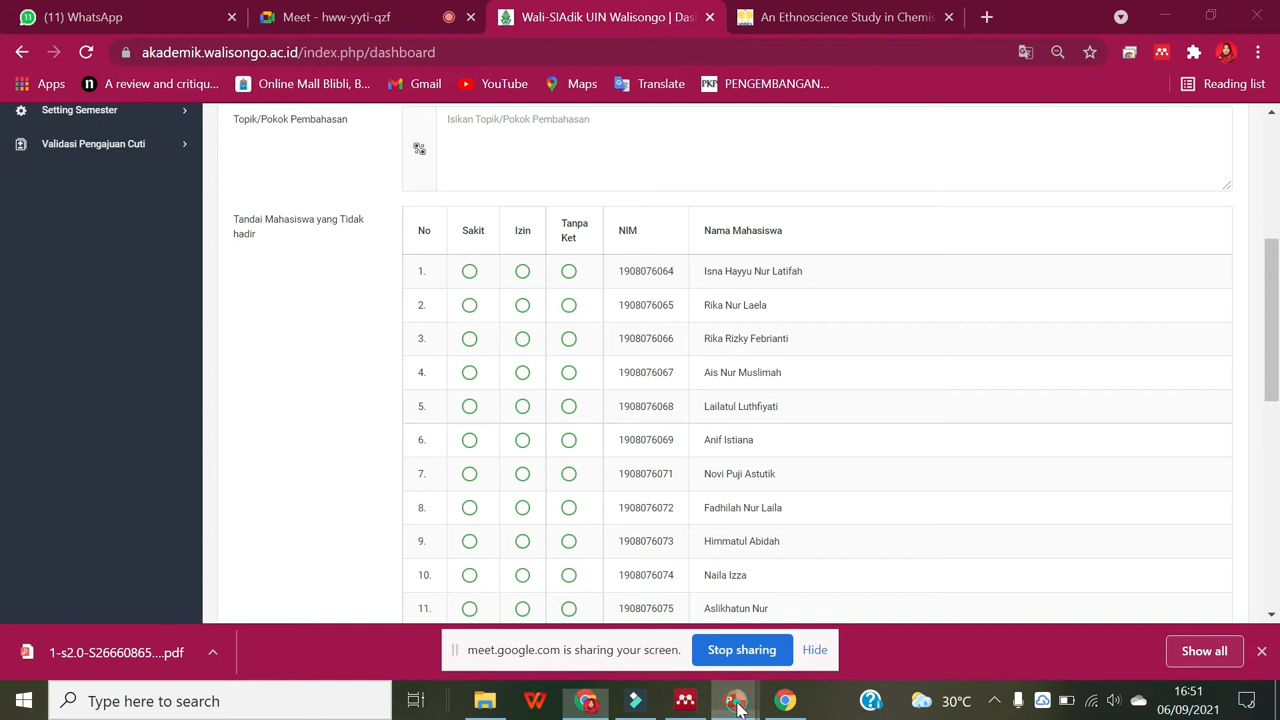 (11) WhatsApp
Meet - hww-yyti-qzf
Wali-SIAdik UIN Walisongo | Das
An Ethnoscience Study in Chemis
akademik.walisongo.ac.id/index.php/dashboard
Apps
A review and critiqu...
Online Mall Blibli, B...
Gmail
YouTube
Maps
Translate
PENGEMBANGAN...
Reading list
Setting Semester
Validasi Pengajuan Cuti
Topik/Pokok Pembahasan
Isikan Topik/Pokok Pembahasan
Tandai Mahasiswa yang Tidak
hadir
No Sakit Izin Tanpa Ket NIM Nama Mahasiswa
1. 1908076064 Isna Hayyu Nur Latifah
2. 1908076065 Rika Nur Laela
3. 1908076066 Rika Rizky Febrianti
4. 1908076067 Ais Nur Muslimah
5. 1908076068 Lailatul Luthfiyati
6. 1908076069 Anif Istiana
7. 1908076071 Novi Puji Astutik
8. 1908076072 Fadhilah Nur Laila
9. 1908076073 Himmatul Abidah
10. 1908076074 Naila Izza
11. 1908076075 Aslikhatun Nur
1-s2.0-S26660865....pdf
meet.google.com is sharing your screen.
Stop sharing
Hide
Show all
Type here to search
30°C
16:51
06/09/2021